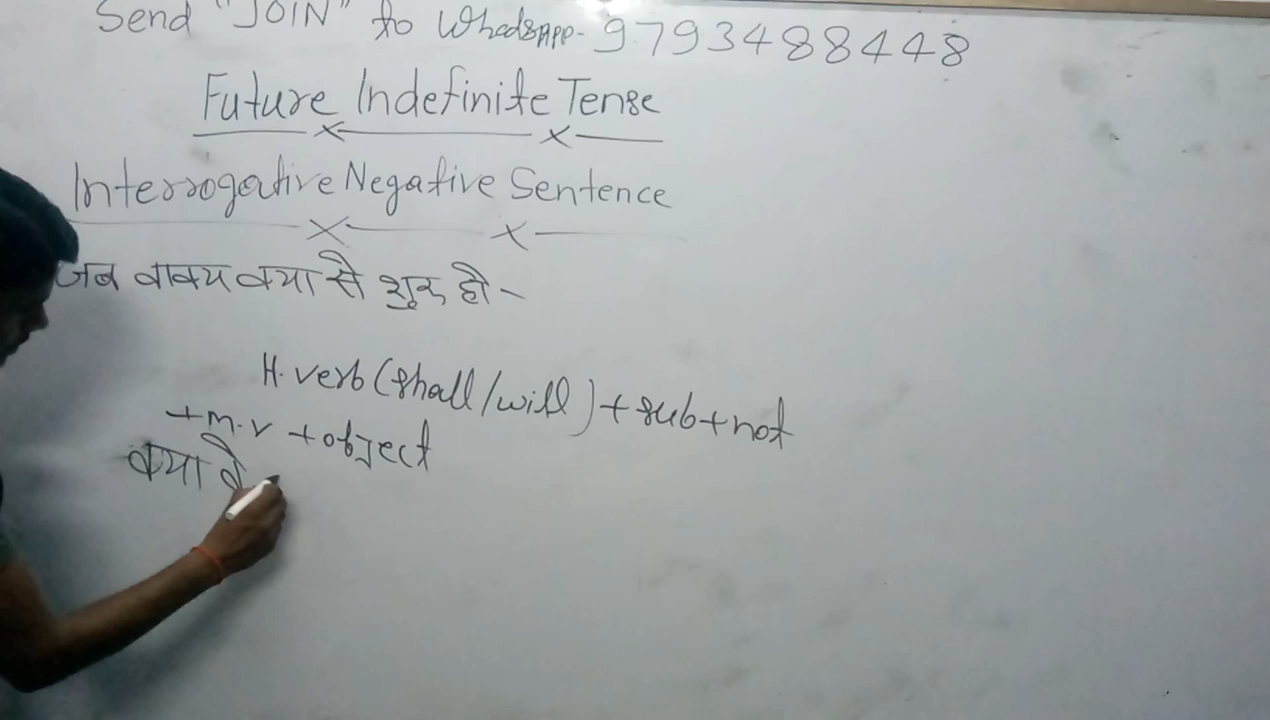 Send "JOIN" to Whatsapp- 9793488448
Future Indefinite Tense
Interrogative Negative Sentence
जब वाक्य क्या से शुरू हो -
H. verb (shall/will) + sub + not
+ m.v + object
क्या वे